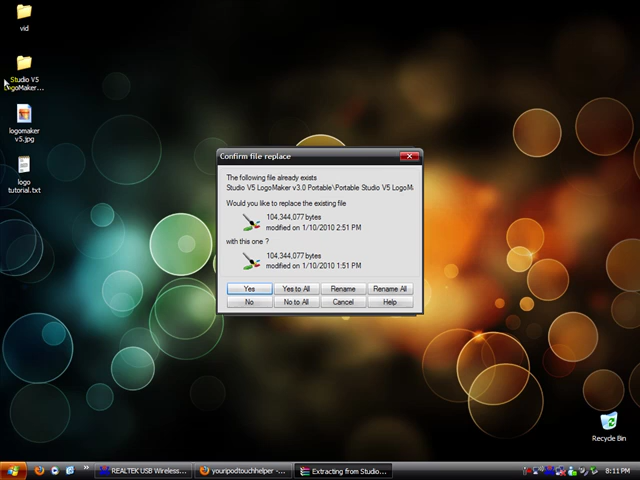 vid
Studio V5
LogoMaker...
logomaker
v5.jpg
logo
tutorial.txt
Confirm file replace
The following file already exists
Studio V5 LogoMaker v3.0 Portable\Portable Studio V5 LogoMa
Would you like to replace the existing file
104,344,077 bytes
modified on 1/10/2010 2:51 PM
with this one ?
104,344,077 bytes
modified on 1/10/2010 1:51 PM
Yes Yes to All Rename Rename All
No No to All Cancel Help
Recycle Bin
REALTEK USB Wireless... youripodtouchhelper -... Extracting from Studio... 8:11 PM